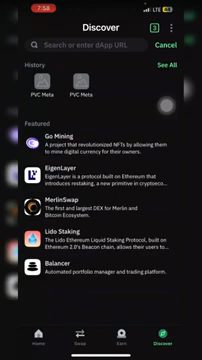 7:58
LTE
Discover
3
Search or enter dApp URL
Cancel
History
See All
PVC Meta
PVC Meta
Featured
Go Mining
A project that revolutionized NFTs by allowing them
to mine digital currency for their owners.
EigenLayer
EigenLayer is a protocol built on Ethereum that
introduces restaking, a new primitive in cryptoeco...
MerlinSwap
The first and largest DEX for Merlin and
Bitcoin Ecosystem.
Lido Staking
The Lido Ethereum Liquid Staking Protocol, built on
Ethereum 2.0's Beacon chain, allows their users to...
Balancer
Automated portfolio manager and trading platform.
Home
Swap
Earn
Discover